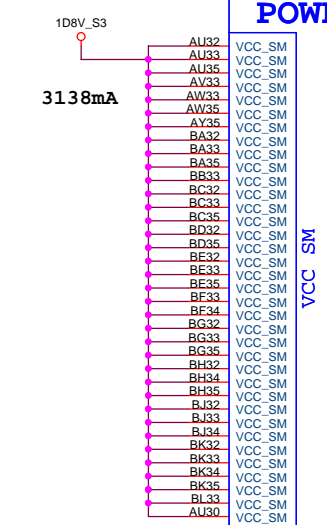 POW
1D8V_S3
3138mA
AU32 VCC_SM
AU33 VCC_SM
AU35 VCC_SM
AV33 VCC_SM
AW33 VCC_SM
AW35 VCC_SM
AY35 VCC_SM
BA32 VCC_SM
BA33 VCC_SM
BA35 VCC_SM
BB33 VCC_SM
BC32 VCC_SM
BC33 VCC_SM
BC35 VCC_SM
BD32 VCC_SM
BD35 VCC_SM
BE32 VCC_SM
BE33 VCC_SM
BE35 VCC_SM
BF33 VCC_SM
BF34 VCC_SM
BG32 VCC_SM
BG33 VCC_SM
BG35 VCC_SM
BH32 VCC_SM
BH34 VCC_SM
BH35 VCC_SM
BJ32 VCC_SM
BJ33 VCC_SM
BJ34 VCC_SM
BK32 VCC_SM
BK33 VCC_SM
BK34 VCC_SM
BK35 VCC_SM
BL33 VCC_SM
AU30 VCC_SM
VCC SM